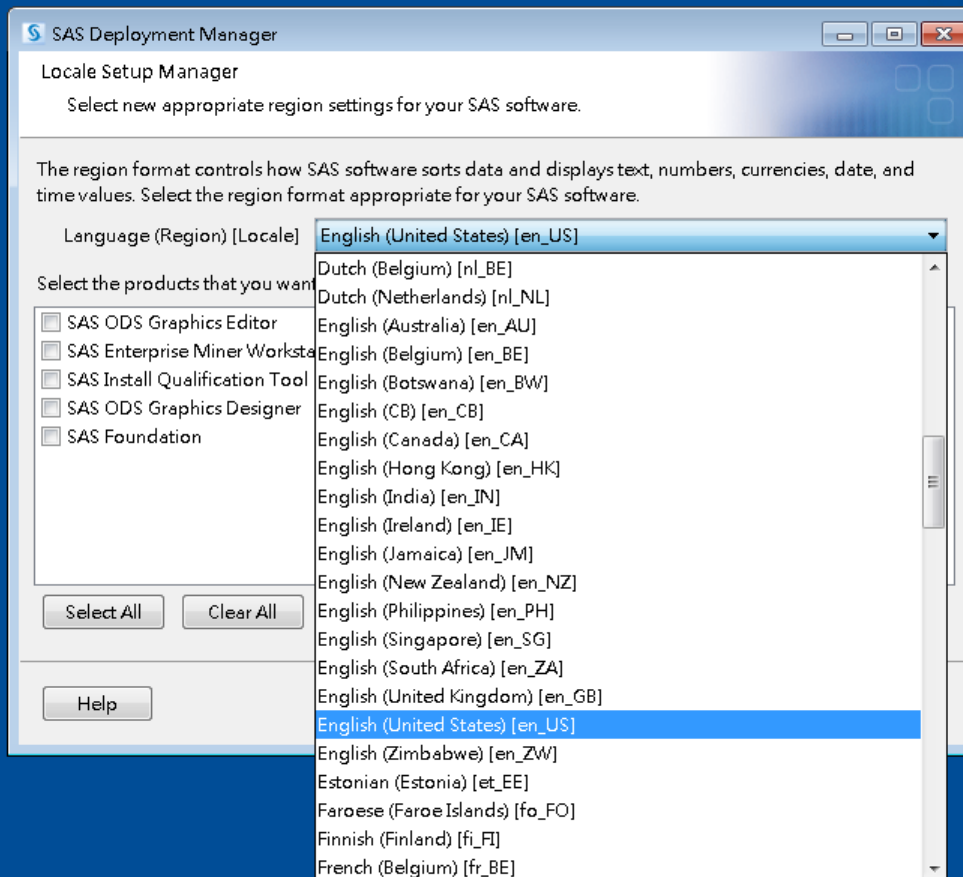 SAS Deployment Manager
Locale Setup Manager
Select new appropriate region settings for your SAS software.
The region format controls how SAS software sorts data and displays text, numbers, currencies, date, and
time values. Select the region format appropriate for your SAS software.
Language (Region) [Locale] English (United States) [en_US]
Select the products that you want
SAS ODS Graphics Editor
SAS Enterprise Miner Worksta
SAS Install Qualification Tool
SAS ODS Graphics Designer
SAS Foundation
Select All Clear All
Help
Dutch (Belgium) [nl_BE]
Dutch (Netherlands) [nl_NL]
English (Australia) [en_AU]
English (Belgium) [en_BE]
English (Botswana) [en_BW]
English (CB) [en_CB]
English (Canada) [en_CA]
English (Hong Kong) [en_HK]
English (India) [en_IN]
English (Ireland) [en_IE]
English (Jamaica) [en_JM]
English (New Zealand) [en_NZ]
English (Philippines) [en_PH]
English (Singapore) [en_SG]
English (South Africa) [en_ZA]
English (United Kingdom) [en_GB]
English (United States) [en_US]
English (Zimbabwe) [en_ZW]
Estonian (Estonia) [et_EE]
Faroese (Faroe Islands) [fo_FO]
Finnish (Finland) [fi_FI]
French (Belgium) [fr_BE]